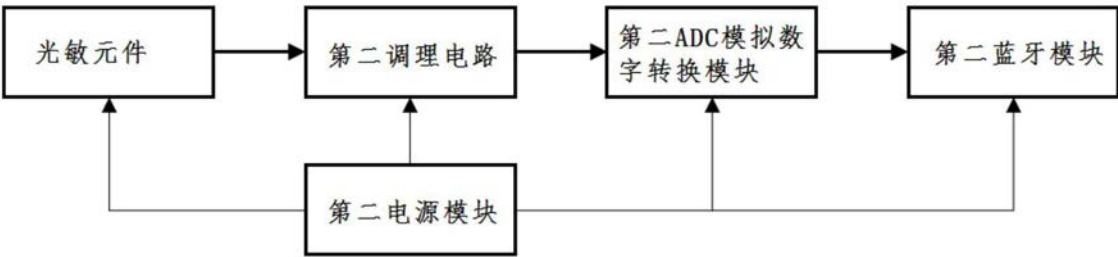 光敏元件
第二调理电路
第二ADC模拟数
字转换模块
第二蓝牙模块
第二电源模块